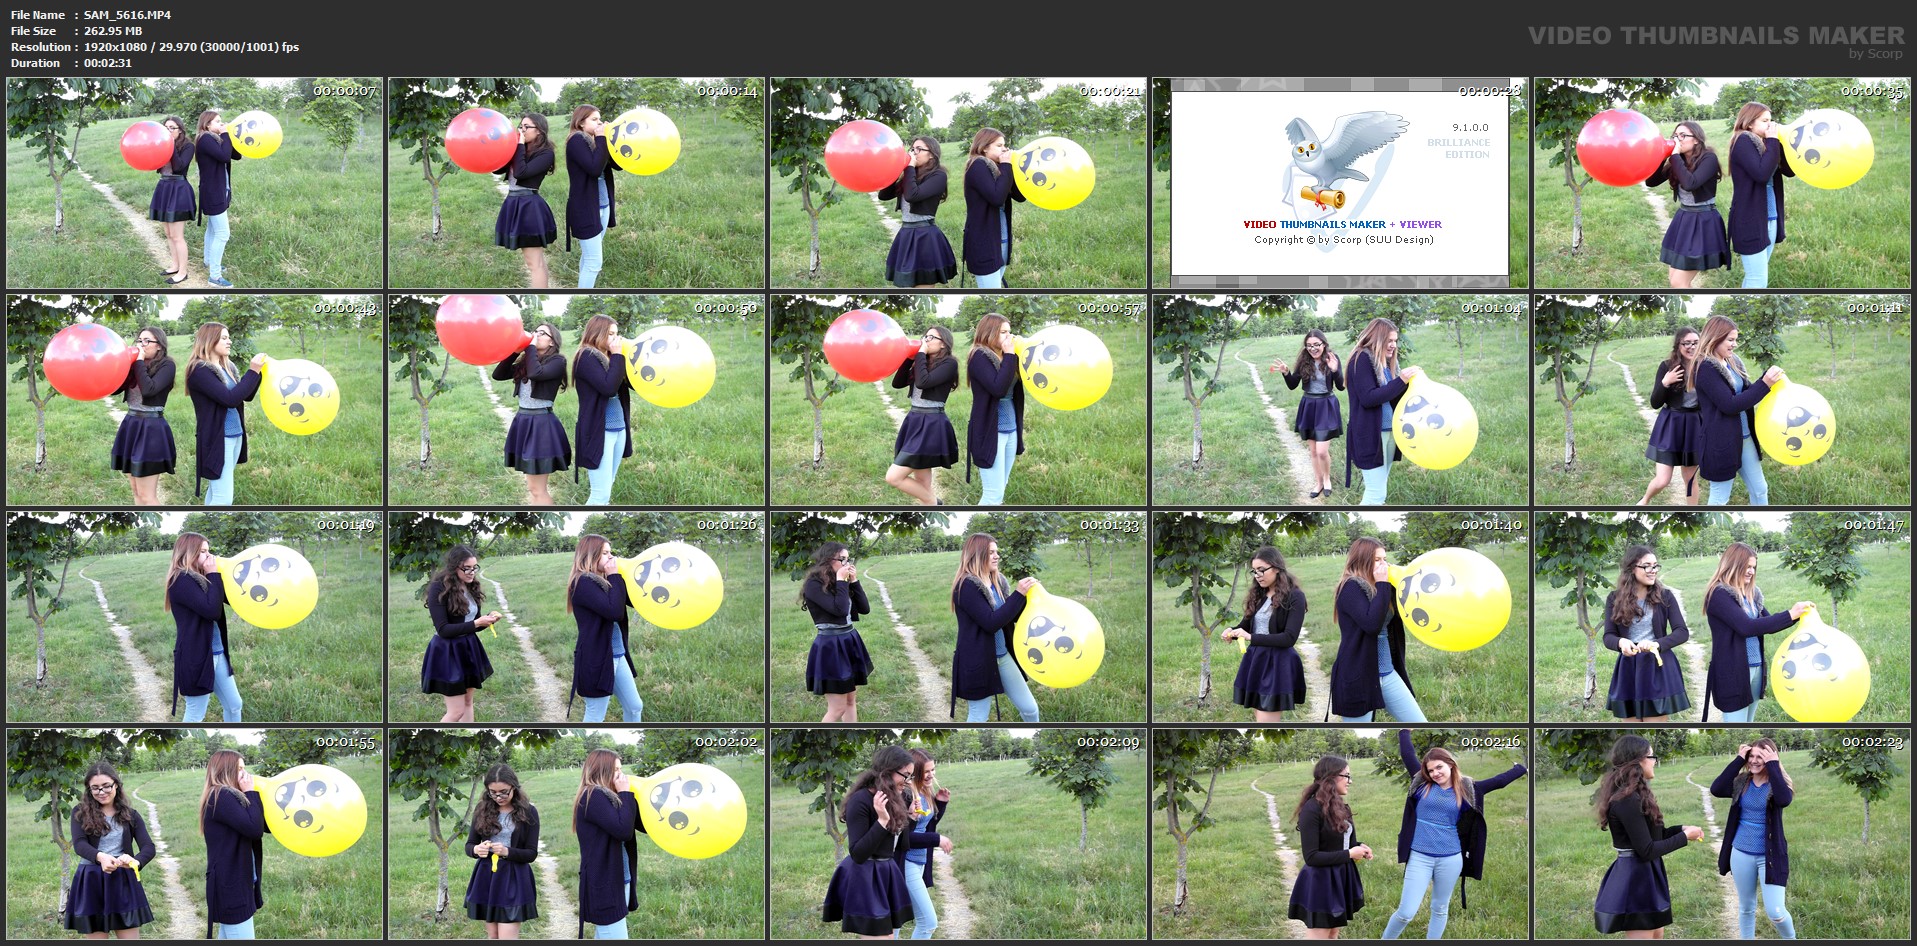 File Name : SAM_5616.MP4
File Size : 262.95 MB
Resolution : 1920x1080 / 29.970 (30000/1001) fps
Duration : 00:02:31
VIDEO THUMBNAILS MAKER
by Scorp
00:00:07
00:00:14
00:00:21
00:00:28
9.1.0.0
BRILLIANCE
EDITION
VIDEO THUMBNAILS MAKER + VIEWER
Copyright © by Scorp (SUU Design)
00:00:35
00:00:43
00:00:50
00:00:57
00:01:04
00:01:11
00:01:19
00:01:26
00:01:33
00:01:40
00:01:47
00:01:55
00:02:02
00:02:09
00:02:16
00:02:23